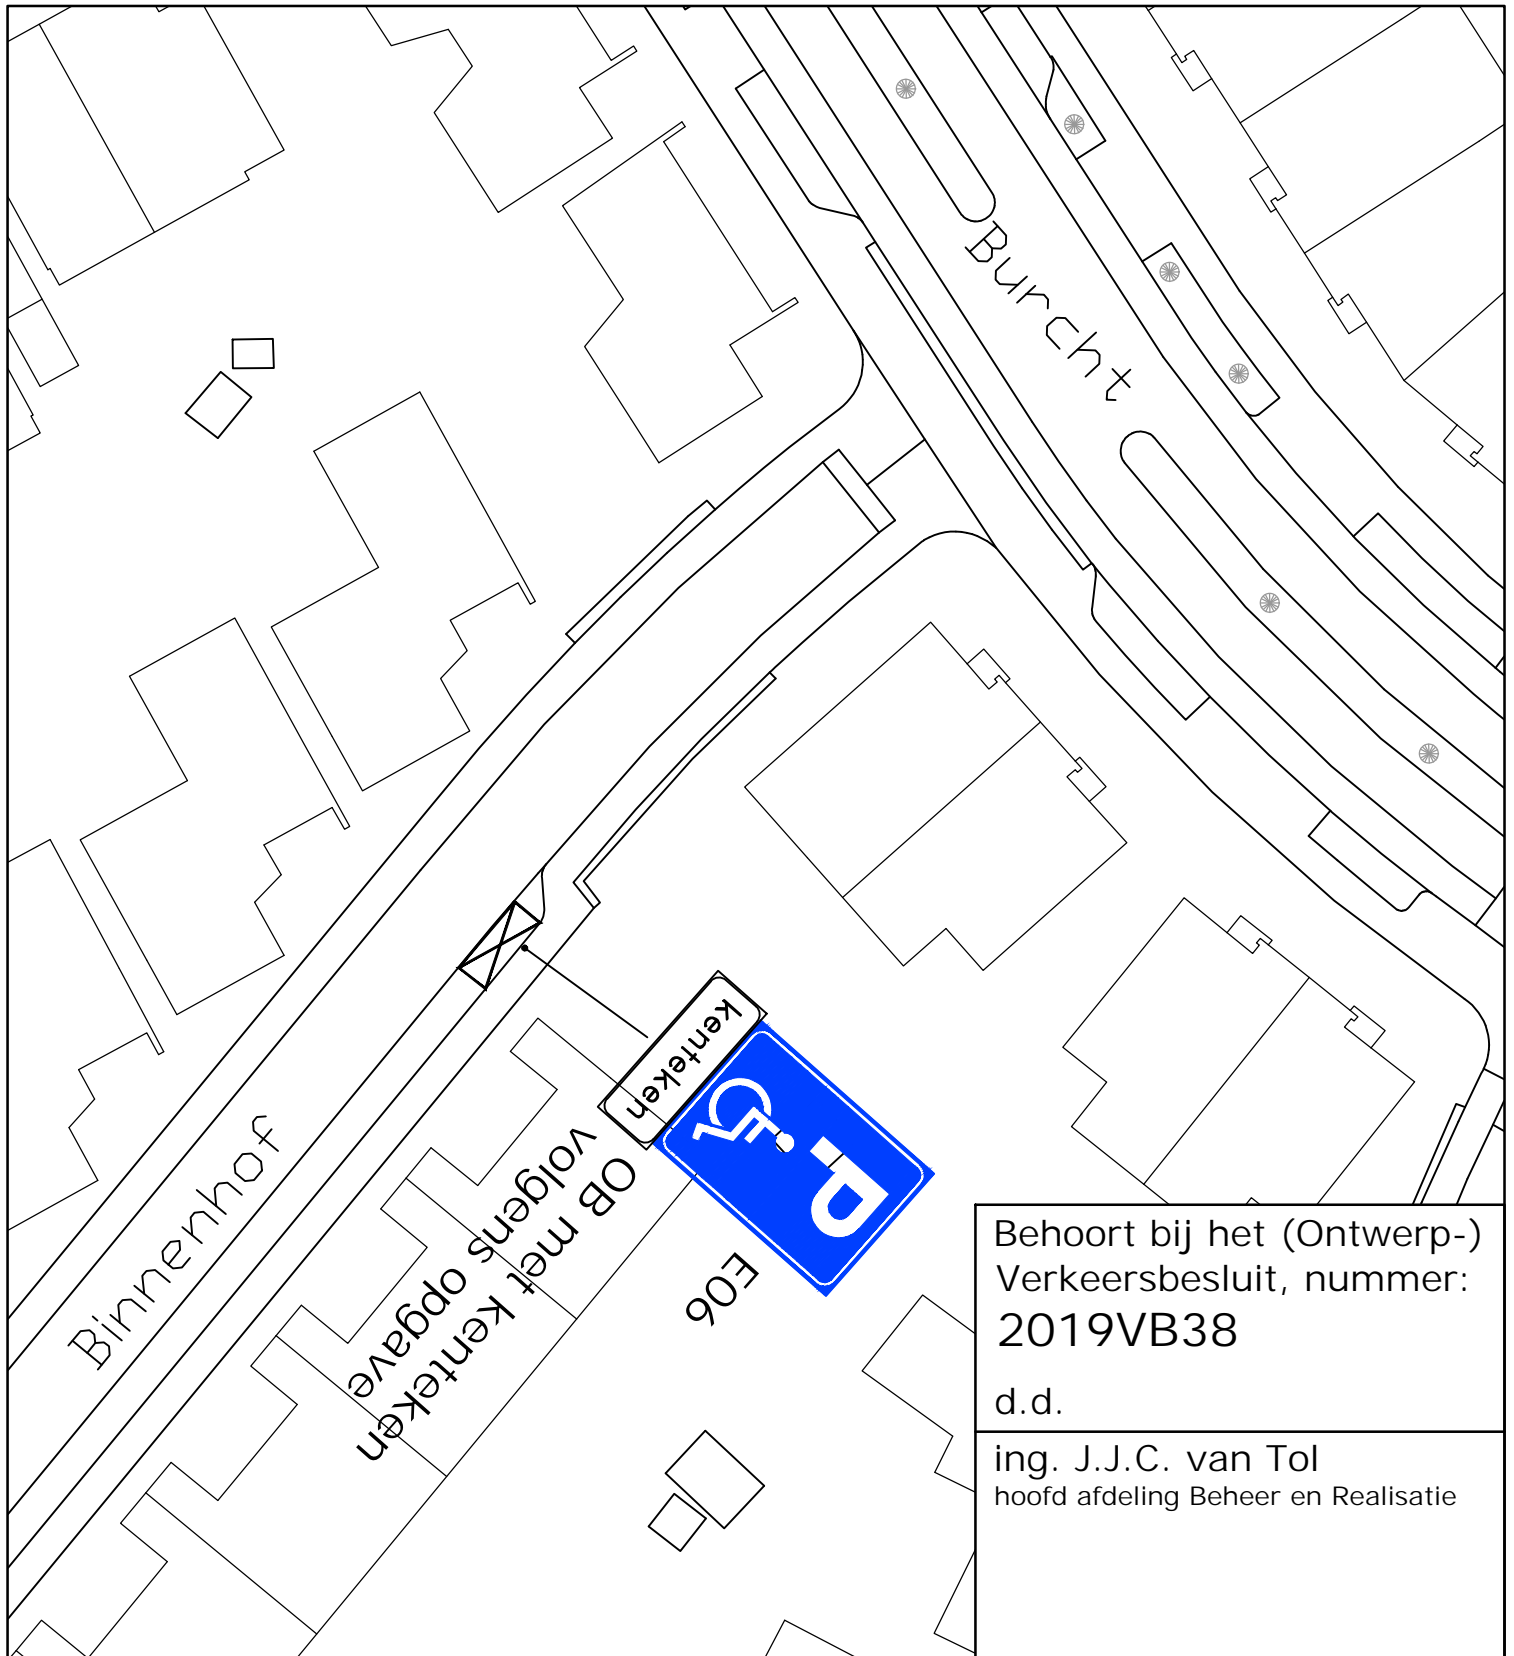 Burcht
Binnenhof
kenteken
P
E06
OB met kenteken
volgens opgave
Behoort bij het (Ontwerp-)
Verkeersbesluit, nummer:
2019VB38
d.d.
ing. J.J.C. van Tol
hoofd afdeling Beheer en Realisatie